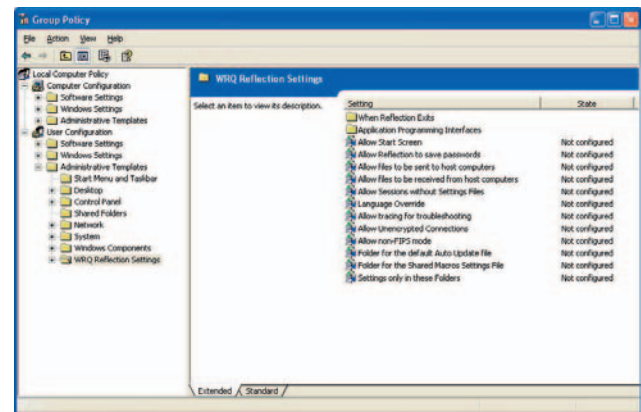 Group Policy
File Action View Help
Local Computer Policy
Computer Configuration
Software Settings
Windows Settings
Administrative Templates
User Configuration
Software Settings
Windows Settings
Administrative Templates
Start Menu and Taskbar
Desktop
Control Panel
Shared Folders
Network
System
Windows Components
WRQ Reflection Settings
WRQ Reflection Settings
Select an item to view its description.
Setting State
When Reflection Exits
Application Programming Interfaces
Allow Start Screen Not configured
Allow Reflection to save passwords Not configured
Allow files to be sent to host computers Not configured
Allow files to be received from host computers Not configured
Allow Sessions without Settings Files Not configured
Language Override Not configured
Allow tracing for troubleshooting Not configured
Allow Unencrypted Connections Not configured
Allow non-FIPS mode Not configured
Folder for the default Auto Update file Not configured
Folder for the Shared Macros Settings File Not configured
Settings only in these Folders Not configured
Extended Standard